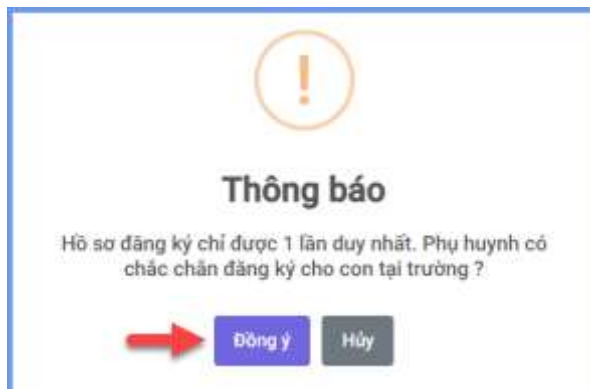 Thông báo
Hồ sơ đăng ký chỉ được 1 lần duy nhất. Phụ huynh có
chắc chắn đăng ký cho con tại trường ?
Đồng ý Hủy